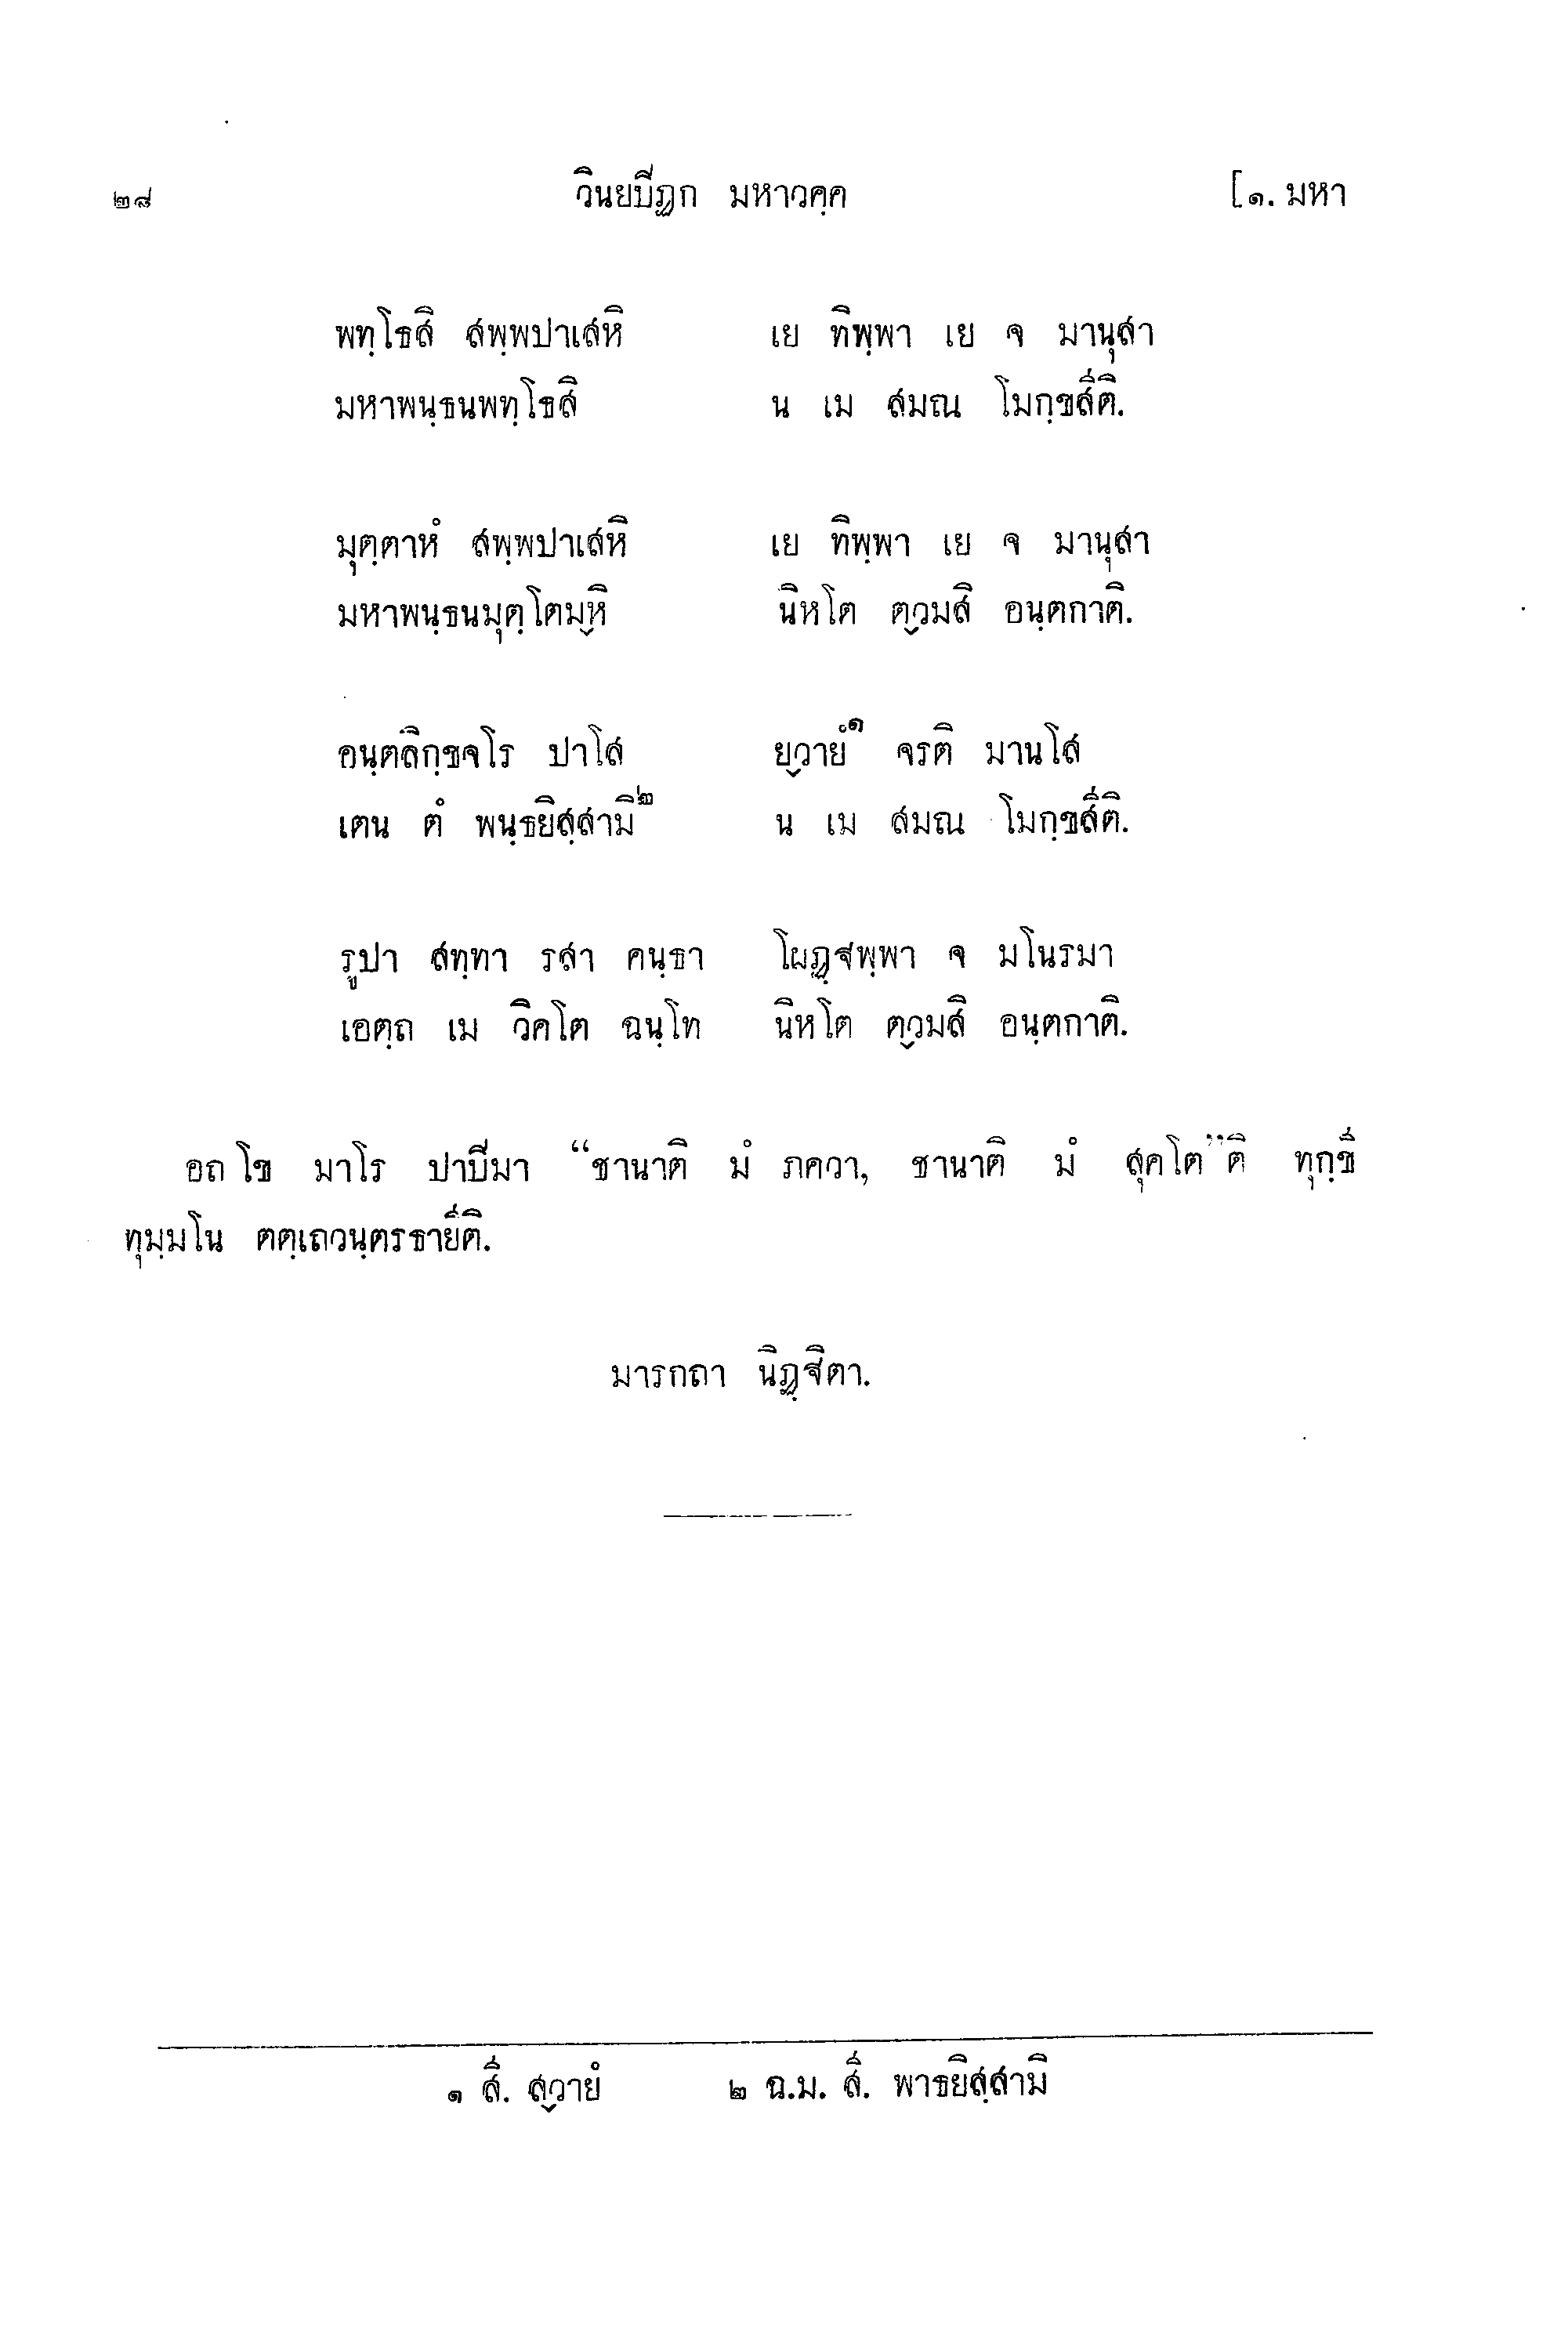 ๒๘ วินยปีฏก มหาวคฺค [๑. มหา
พทฺโธสิ สพฺพปาเสหิ เย ทิพฺพา เย จ มานุสา
มหาพนฺธนพทฺโธสิ น เม สมณ โมกฺขสีติ.
มุตฺตาหํ สพฺพปาเสหิ เย ทิพฺพา เย จ มานุสา
มหาพนฺธนมุตฺโตมฺหิ นิหโต ตฺวมสิ อนฺตกาติ.
อนฺตลิกฺขจโร ปาโส ยฺวายํ๑ จรติ มานโส
เตน ตํ พนฺธยิสฺสามิ๒ น เม สมณ โมกฺขสีติ.
รูปา สทฺทา รสา คนฺธา โผฏฺฐพฺพา จ มโนรมา
เอตฺถ เม วิคโต ฉนฺโท นิหโต ตฺวมสิ อนฺตกาติ.
อถ โข มาโร ปาปีมา “ชานาติ มํ ภควา, ชานาติ มํ สุคโต”ติ ทุกฺขี
ทุมฺมโน ตตฺเถวนฺตรธายีติ.
มารกถา นิฏฺฐิตา.
๑ สี. สฺวายํ ๒ ฉ.ม. สี. พาธยิสฺสามิ